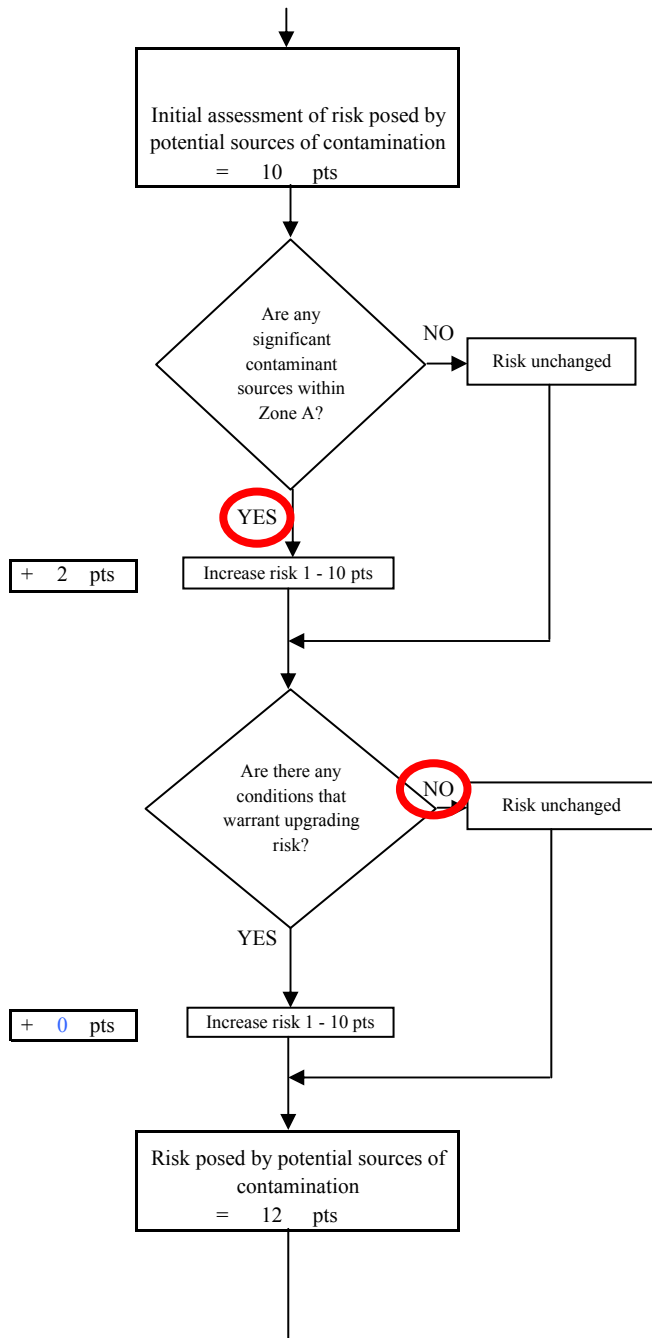 Initial assessment of risk posed by
potential sources of contamination
= 10 pts
Are any
significant
contaminant
sources within
Zone A?
NO
Risk unchanged
YES
+ 2 pts
Increase risk 1 - 10 pts
Are there any
conditions that
warrant upgrading
risk?
NO
Risk unchanged
YES
+ 0 pts
Increase risk 1 - 10 pts
Risk posed by potential sources of
contamination
= 12 pts